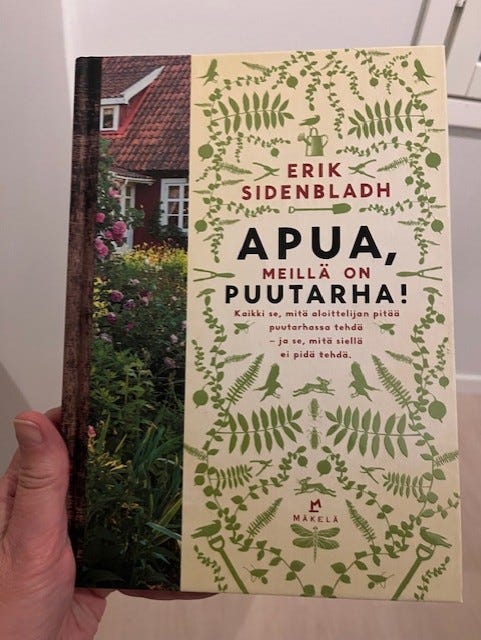 ERIK
SIDENBLADH
APUA,
MEILLÄ ON
PUUTARHA!
Kaikki se, mitä aloittelijan pitää
puutarhassa tehdä
– ja se, mitä siellä
ei pidä tehdä.
MÄKELÄ